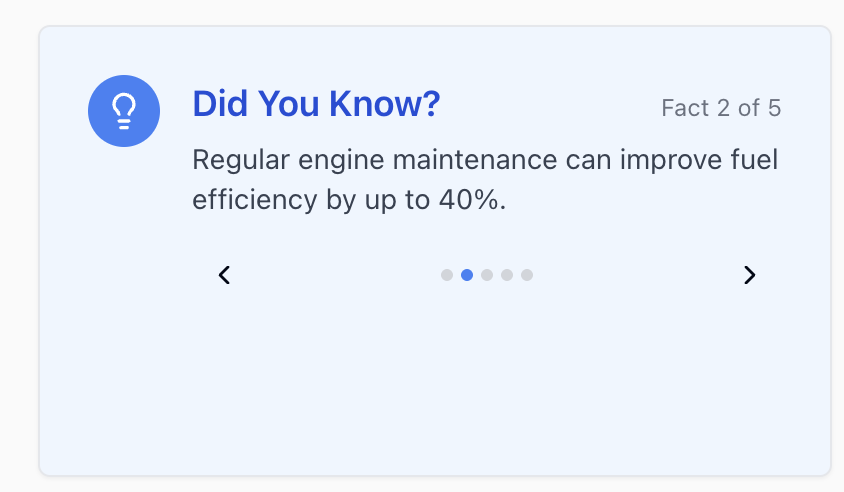 Did You Know?
Fact 2 of 5
Regular engine maintenance can improve fuel
efficiency by up to 40%.